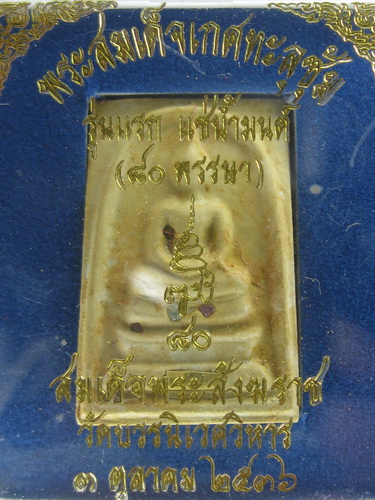 พระสมเด็จเกศทะลุซุ้ม
รุ่นแรก แช่น้ำมนต์
(๘๐ พรรษา)
๘๐
สมเด็จพระสังฆราช
วัดบวรนิเวศวิหาร
๓ ตุลาคม ๒๕๓๖